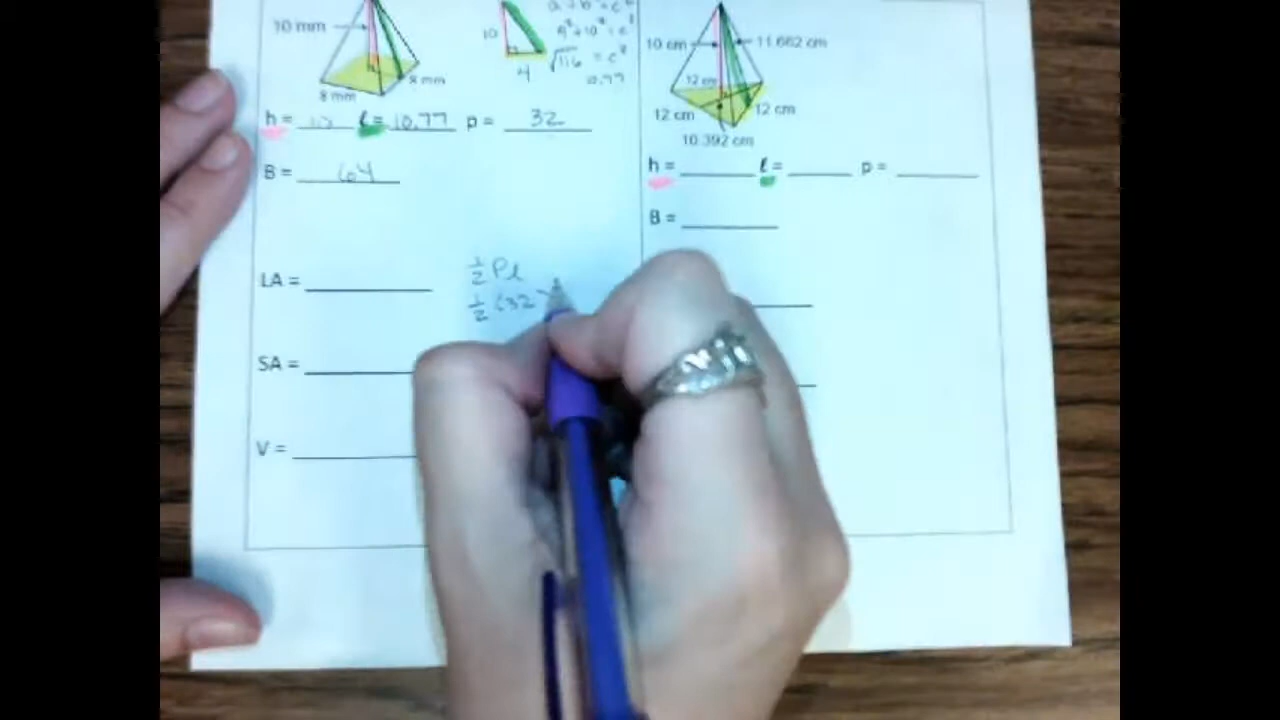 10 mm
8 mm
8 mm
10
4
a² + b² = c²
4² + 10² = c²
√116 = c²
10.77
h = ℓ = 10.77 p = 32
B = 64
LA =
½ Pℓ
½ (32
SA =
V =
10 cm
11.662 cm
12 cm
12 cm
12 cm
10.392 cm
h = ℓ = p =
B =